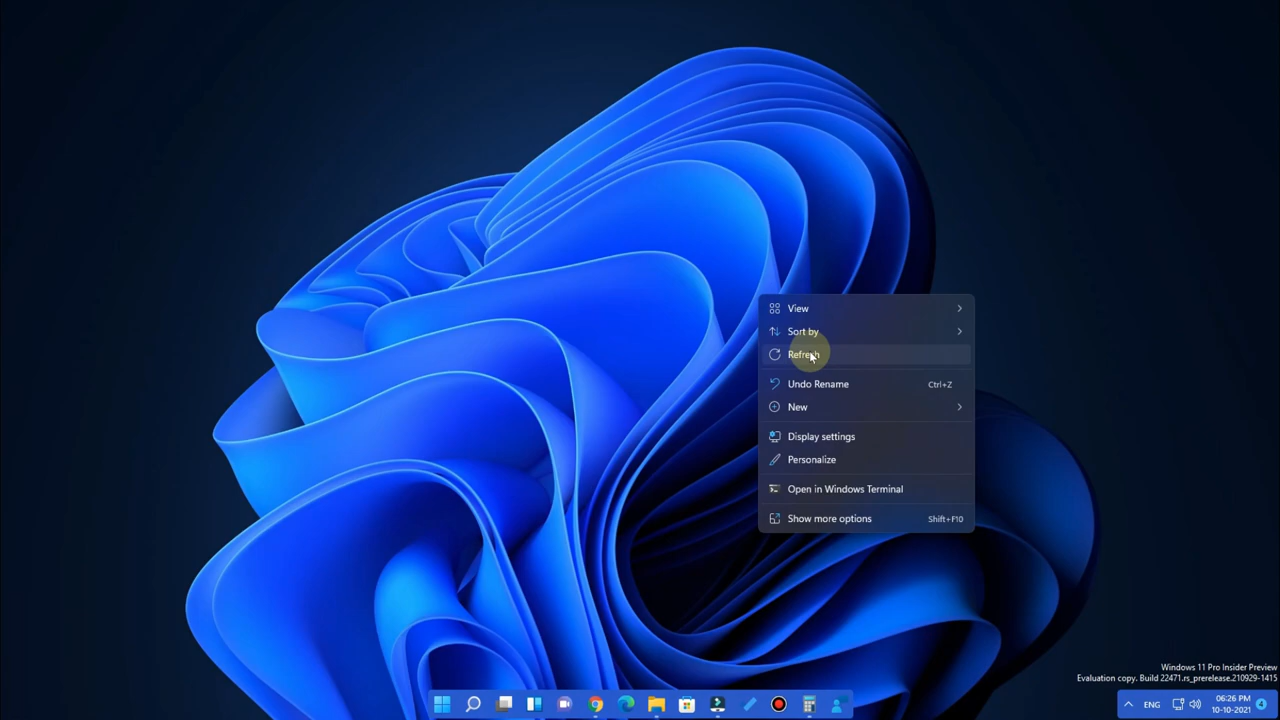 View
Sort by
Refresh
Undo Rename Ctrl+Z
New
Display settings
Personalize
Open in Windows Terminal
Show more options Shift+F10
Windows 11 Pro Insider Preview
Evaluation copy. Build 22471.rs_prerelease.210929-1415
ENG
06:26 PM
10-10-2021
4